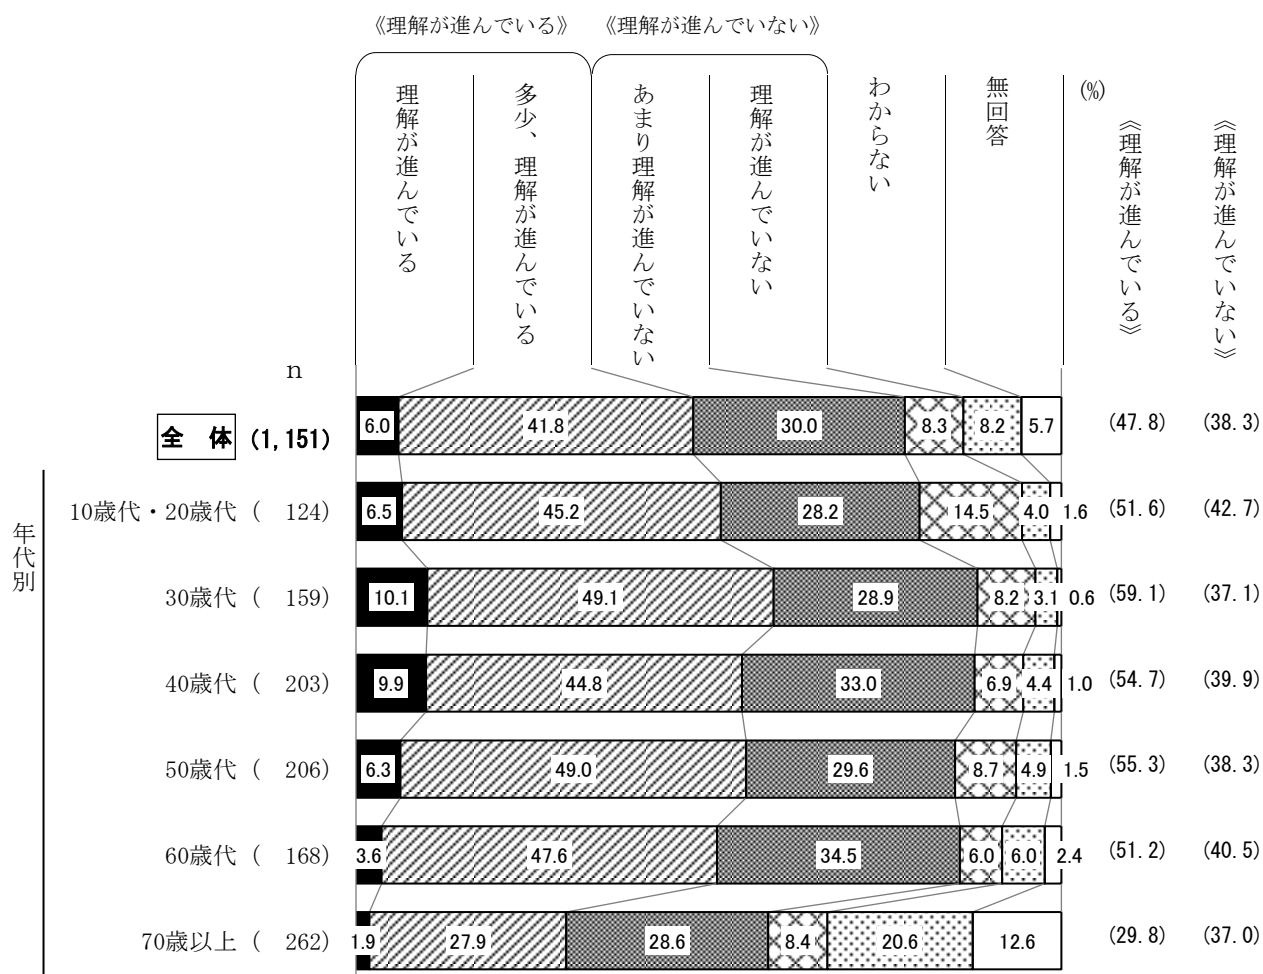 《理解が進んでいる》 《理解が進んでいない》
理解が進んでいる
多少、理解が進んでいる
あまり理解が進んでいない
理解が進んでいない
わからない
無回答
(%)
《理解が進んでいる》
《理解が進んでいない》
n
全 体 (1,151) 6.0 41.8 30.0 8.3 8.2 5.7 (47.8) (38.3)
年代別
10歳代・20歳代 ( 124) 6.5 45.2 28.2 14.5 4.0 1.6 (51.6) (42.7)
30歳代 ( 159) 10.1 49.1 28.9 8.2 3.1 0.6 (59.1) (37.1)
40歳代 ( 203) 9.9 44.8 33.0 6.9 4.4 1.0 (54.7) (39.9)
50歳代 ( 206) 6.3 49.0 29.6 8.7 4.9 1.5 (55.3) (38.3)
60歳代 ( 168) 3.6 47.6 34.5 6.0 6.0 2.4 (51.2) (40.5)
70歳以上 ( 262) 1.9 27.9 28.6 8.4 20.6 12.6 (29.8) (37.0)